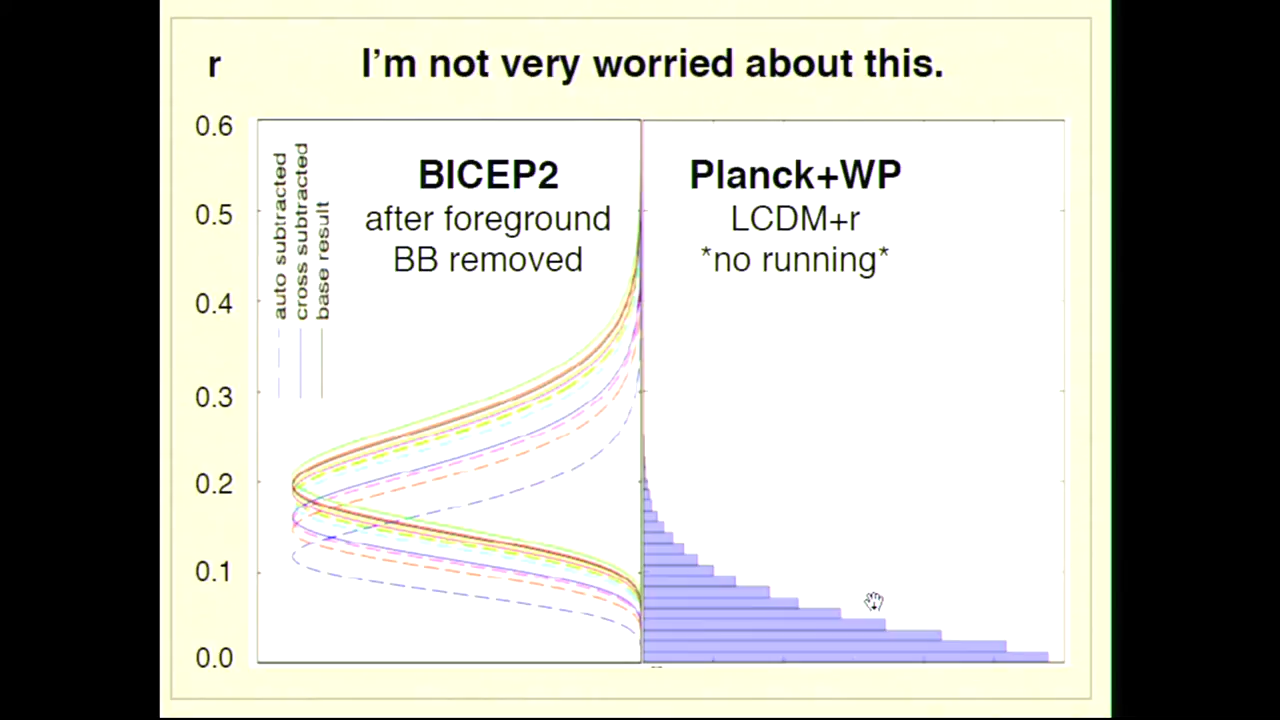 r
I'm not very worried about this.
0.6
0.5
0.4
0.3
0.2
0.1
0.0
auto subtracted
cross subtracted
base result
BICEP2
after foreground
BB removed
Planck+WP
LCDM+r
*no running*